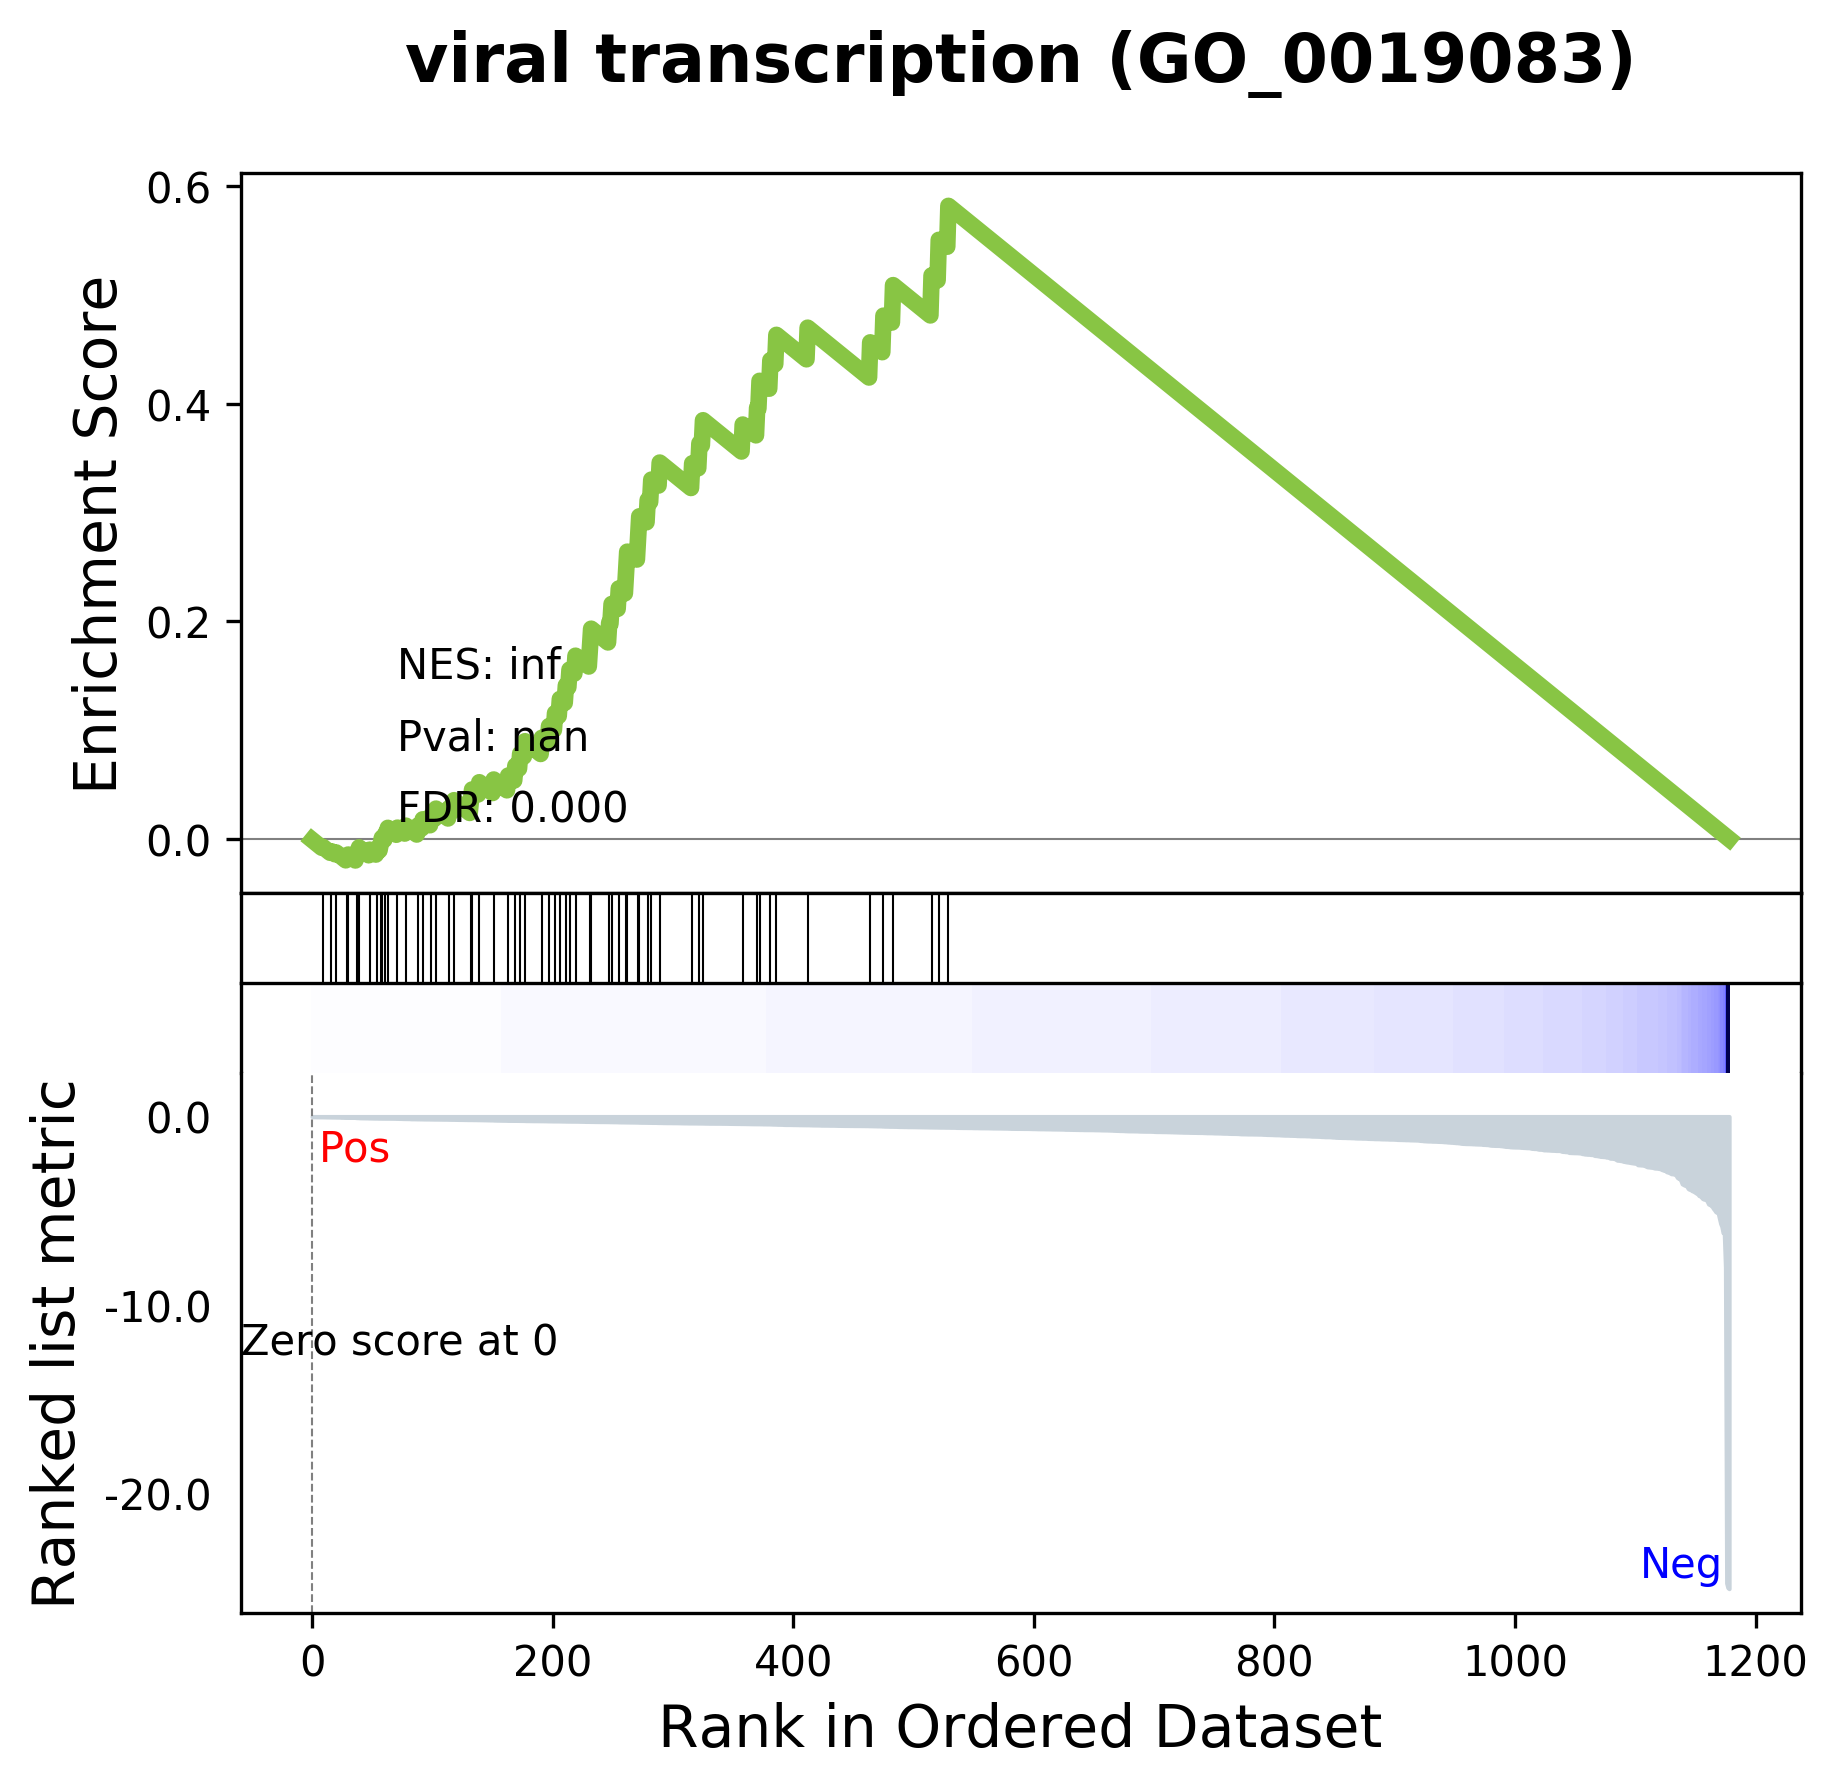 viral transcription (GO_0019083)
Enrichment Score
0.6
0.4
0.2
0.0
NES: inf
Pval: nan
FDR: 0.000
Ranked list metric
0.0
-10.0
-20.0
Pos
Zero score at 0
Neg
0 200 400 600 800 1000 1200
Rank in Ordered Dataset